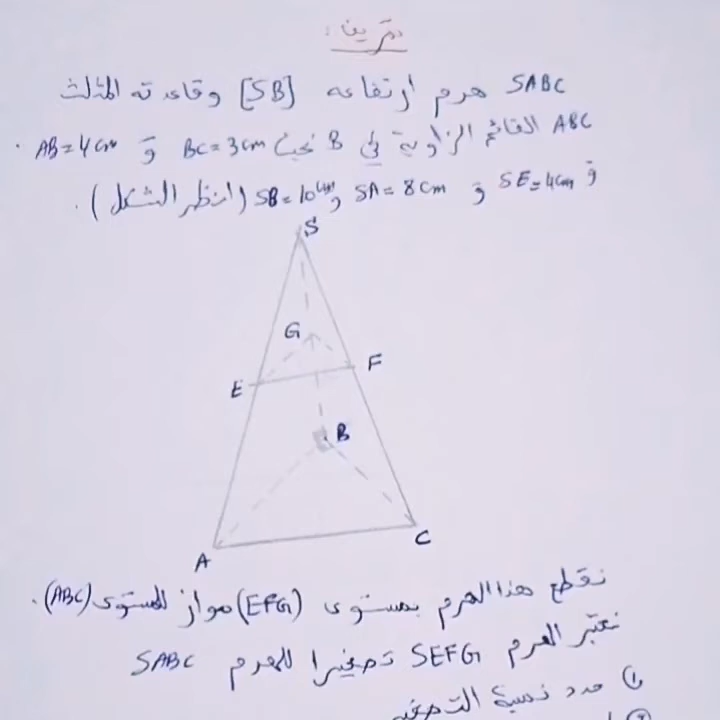 تمرين :
SABC هرم ارتفاعه [SB] وقاعدته المثلث
ABC القائم الزاوية في B بحيث BC=3cm و AB=4cm .
و SE=4cm و SA=8cm و SB=10cm (انظر الشكل) .
S
G
F
E
B
A
C
نقطع هذا الهرم بمستوى (EFG) مواز للمستوى (ABC) .
نعتبر الهرم SEFG تصغيرا للهرم SABC
1) حدد نسبة التصغير
2)